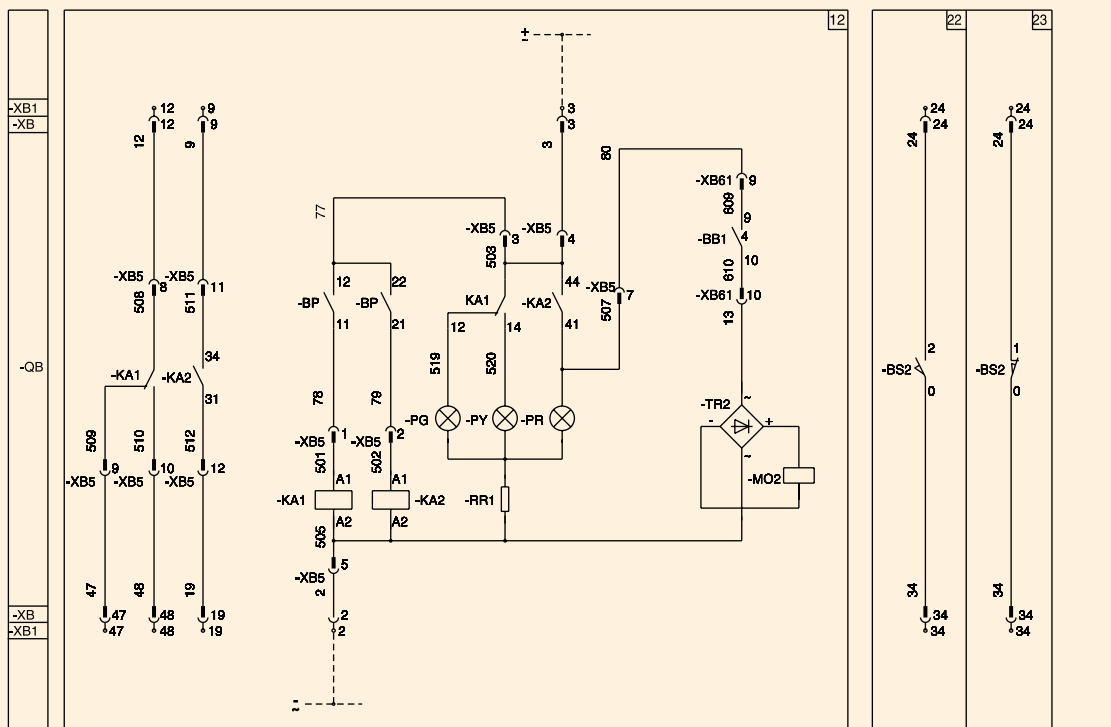 12 22 23
+
~
-XB1 12 9 3 24 24
-XB 12 9 3 24 24
12 9 3 80 24 24
-XB61 9
609
77 9
-XB5 3 -XB5 4 -BB1 4
503 610 10
-XB5 8 -XB5 11 12 22 44 -XB5 7 -XB61 10
508 511 -BP -BP KA1 -KA2 507 13
11 21 12 14 41
-QB 34 519 520 2 1
-KA1 -KA2 -BS2 -BS2
31 78 79 0 0
-PG -PY -PR -TR2 ~
- +
509 510 512 -XB5 1 -XB5 2 ~
9 10 12 501 502
-XB5 -XB5 -XB5 A1 A1 -MO2
-KA1 -KA2 -RR1
A2 A2
505
5
-XB5
47 48 19 2 34 34
-XB 47 48 19 2 34 34
-XB1 47 48 19 2 34 34
-
~